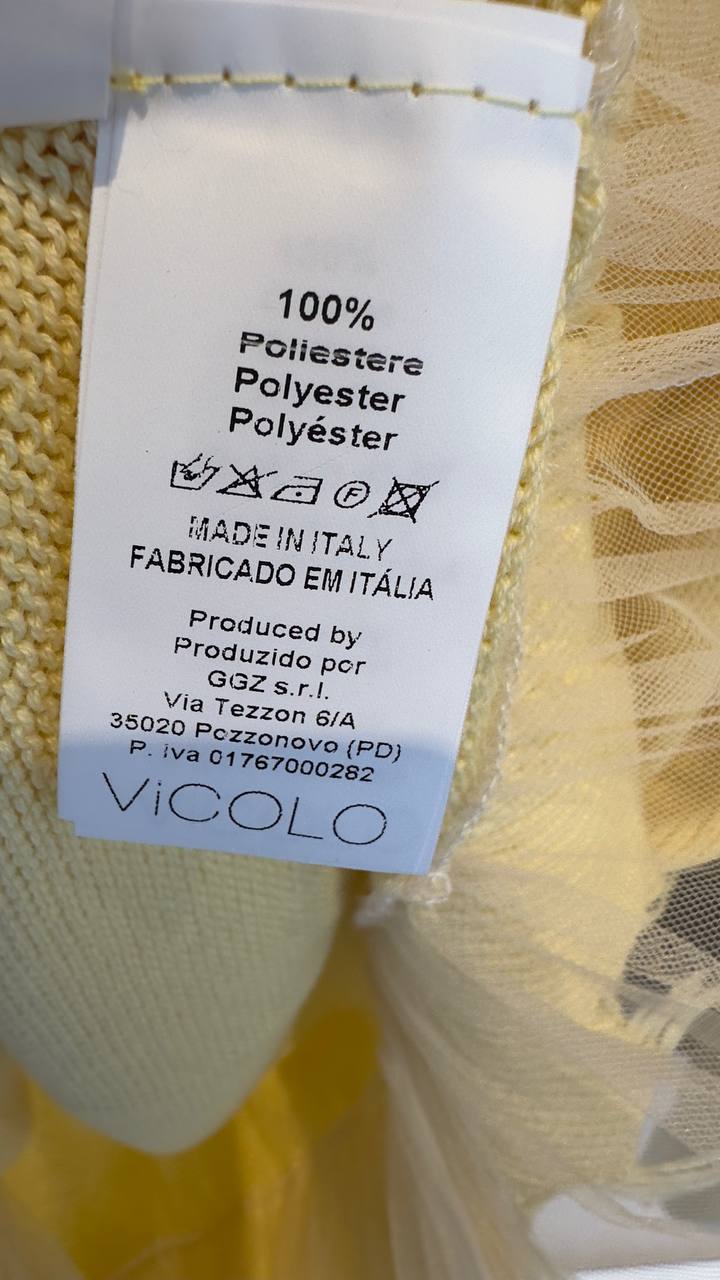 100%
Poliestere
Polyester
Polyéster
F
MADE IN ITALY
FABRICADO EM ITÁLIA
Produced by
Produzido por
GGZ s.r.l.
Via Tezzon 6/A
35020 Pozzonovo (PD)
P. iva 01767000282
ViCOLO